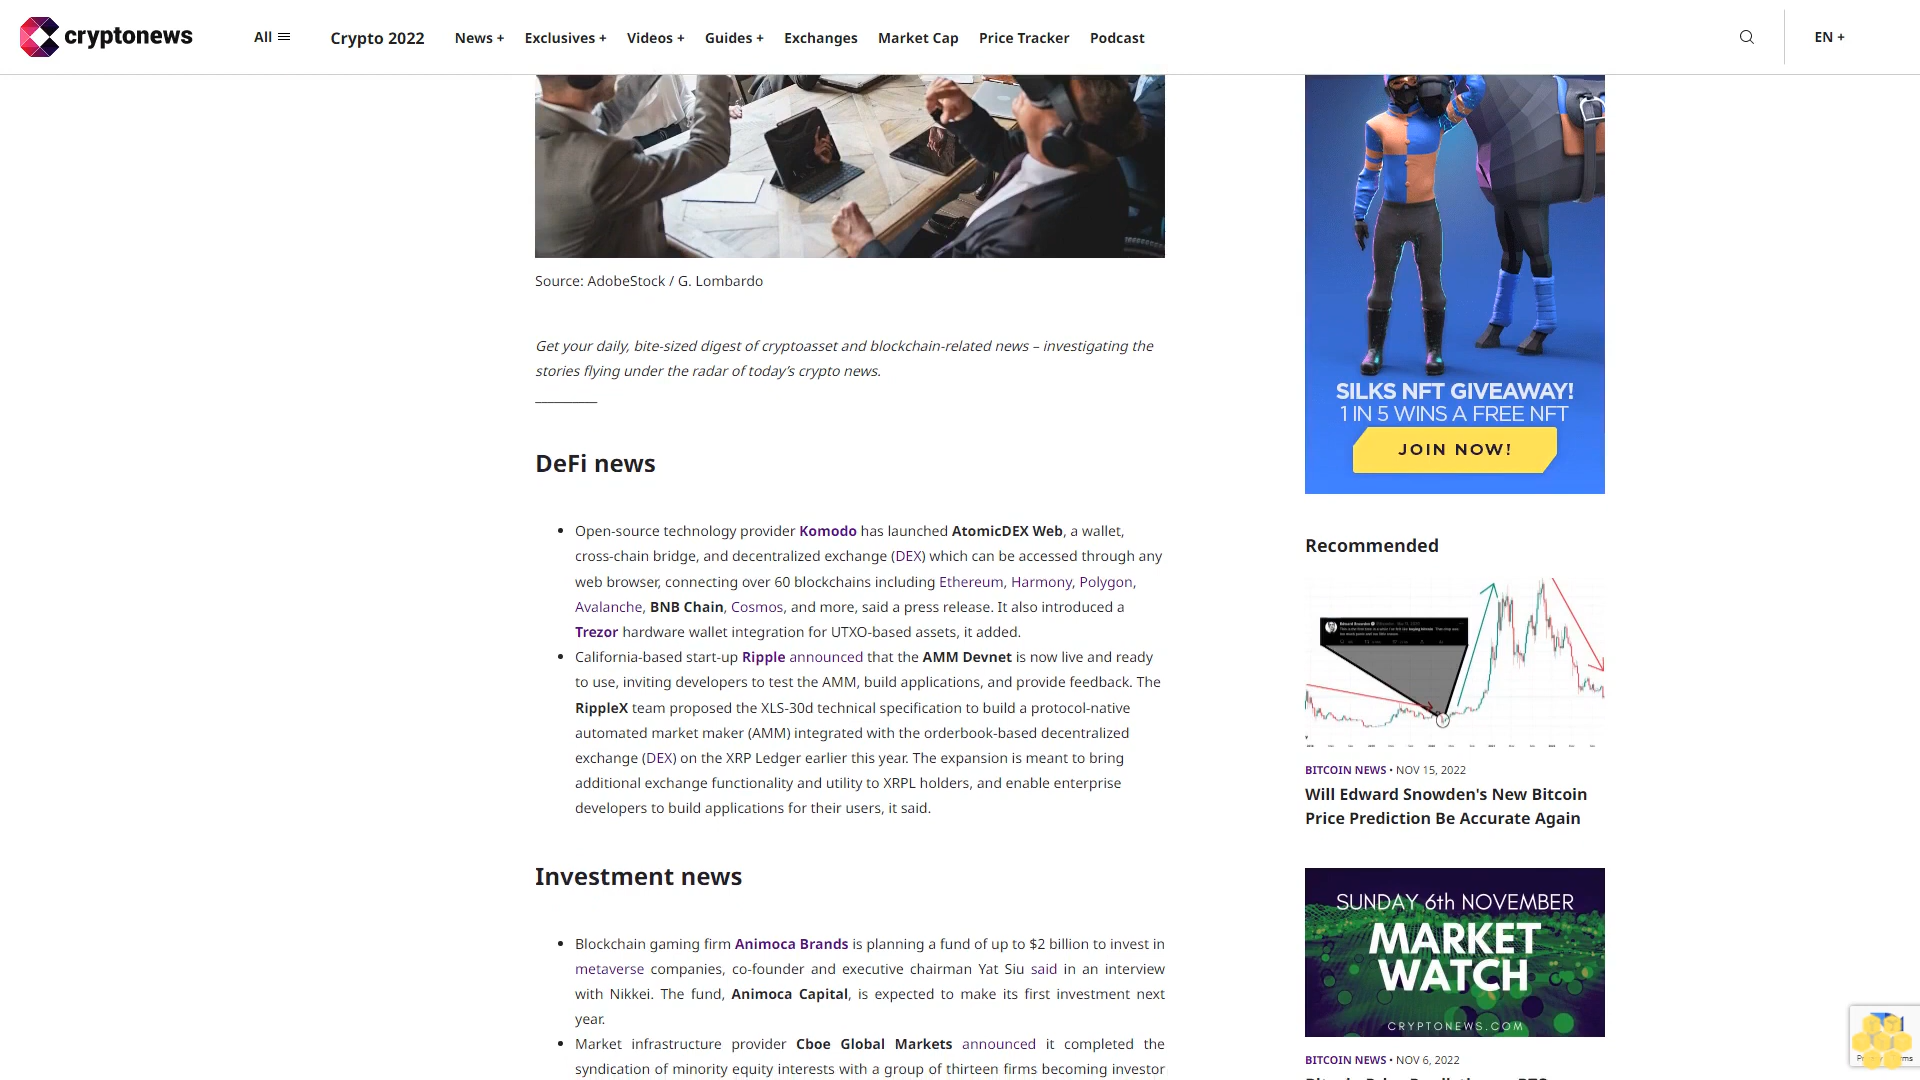 cryptonews
All
Crypto 2022
News +
Exclusives +
Videos +
Guides +
Exchanges
Market Cap
Price Tracker
Podcast
EN +
Source: AdobeStock / G. Lombardo
Get your daily, bite-sized digest of cryptoasset and blockchain-related news – investigating the
stories flying under the radar of today’s crypto news.
__________
DeFi news
Open-source technology provider Komodo has launched AtomicDEX Web, a wallet,
cross-chain bridge, and decentralized exchange (DEX) which can be accessed through any
web browser, connecting over 60 blockchains including Ethereum, Harmony, Polygon,
Avalanche, BNB Chain, Cosmos, and more, said a press release. It also introduced a
Trezor hardware wallet integration for UTXO-based assets, it added.
California-based start-up Ripple announced that the AMM Devnet is now live and ready
to use, inviting developers to test the AMM, build applications, and provide feedback. The
RippleX team proposed the XLS-30d technical specification to build a protocol-native
automated market maker (AMM) integrated with the orderbook-based decentralized
exchange (DEX) on the XRP Ledger earlier this year. The expansion is meant to bring
additional exchange functionality and utility to XRPL holders, and enable enterprise
developers to build applications for their users, it said.
Investment news
Blockchain gaming firm Animoca Brands is planning a fund of up to $2 billion to invest in
metaverse companies, co-founder and executive chairman Yat Siu said in an interview
with Nikkei. The fund, Animoca Capital, is expected to make its first investment next
year.
Market infrastructure provider Cboe Global Markets announced it completed the
syndication of minority equity interests with a group of thirteen firms becoming investor
SILKS NFT GIVEAWAY!
1 IN 5 WINS A FREE NFT
JOIN NOW!
Recommended
BITCOIN NEWS • NOV 15, 2022
Will Edward Snowden's New Bitcoin
Price Prediction Be Accurate Again
SUNDAY 6th NOVEMBER
MARKET
WATCH
CRYPTONEWS.COM
BITCOIN NEWS • NOV 6, 2022